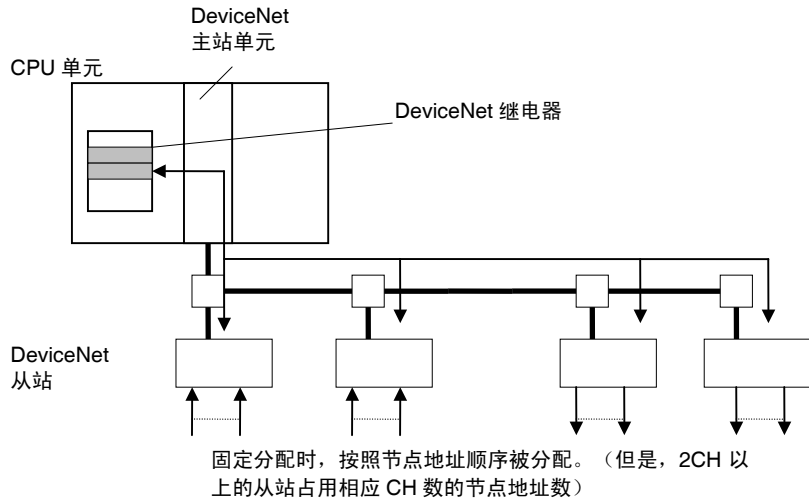 DeviceNet
主站单元
CPU 单元
DeviceNet 继电器
DeviceNet
从站
固定分配时，按照节点地址顺序被分配。（但是，2CH 以
上的从站占用相应 CH 数的节点地址数）